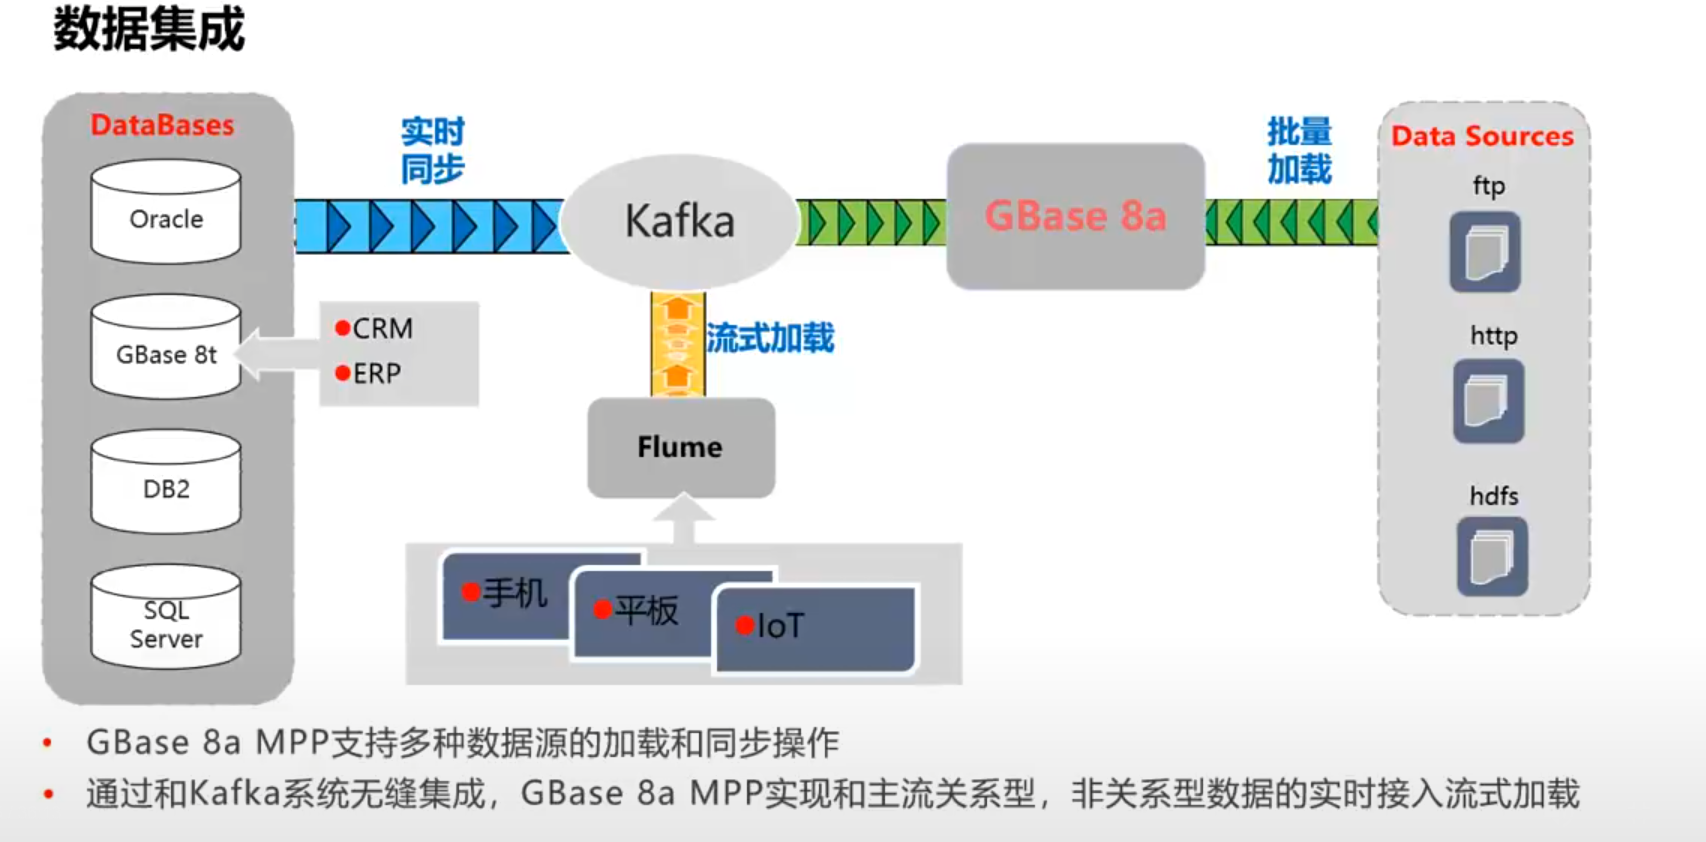 数据集成
DataBases
Oracle
GBase 8t
DB2
SQL
Server
CRM
ERP
实时
同步
Kafka
流式加载
Flume
手机
平板
IoT
GBase 8a
批量
加载
Data Sources
ftp
http
hdfs
• GBase 8a MPP支持多种数据源的加载和同步操作
• 通过和Kafka系统无缝集成，GBase 8a MPP实现和主流关系型，非关系型数据的实时接入流式加载